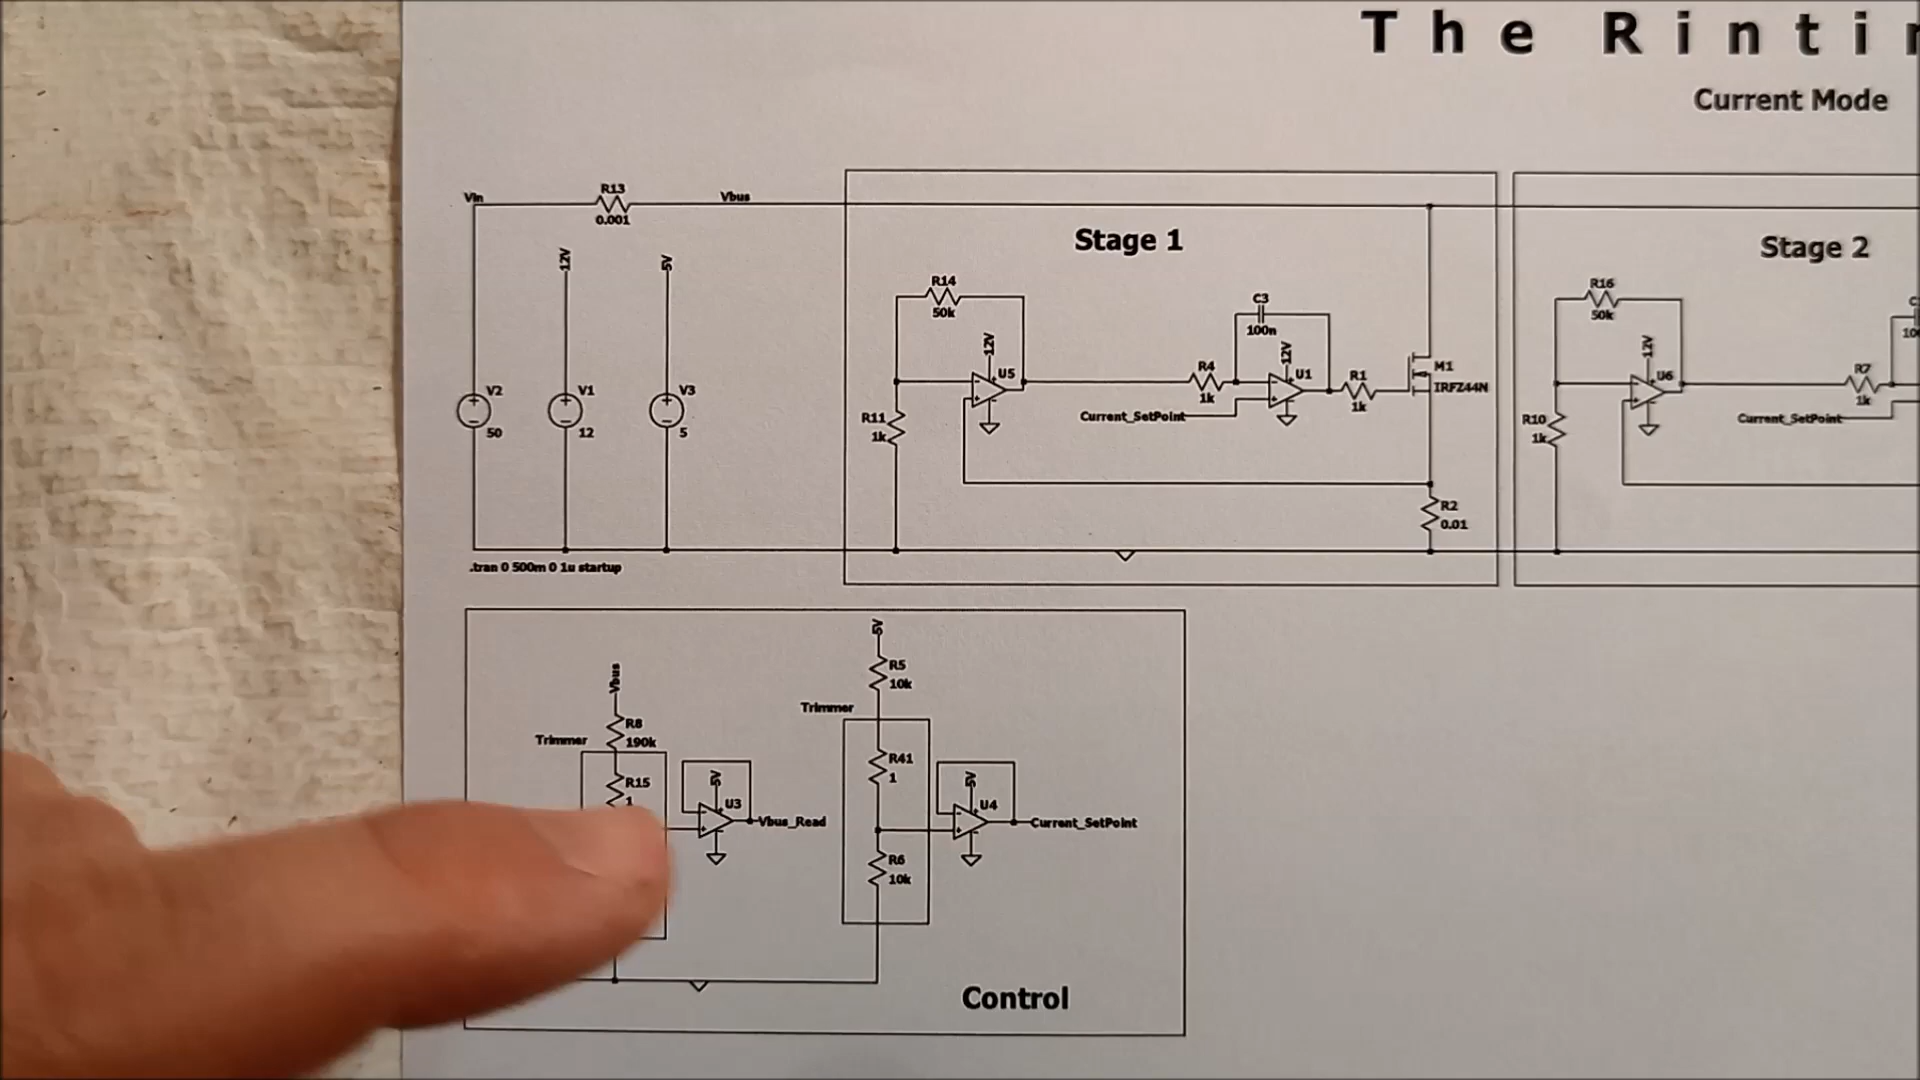 The
Current Mode
Vin
R13
0.001
Vbus
12V
5V
V2
50
V1
12
V3
5
.tran 0 500m 0 1u startup
Stage 1
R14
50k
12V
U5
R11
1k
R4
1k
Current_SetPoint
C3
100n
12V
U1
R1
1k
M1
IRFZ44N
R2
0.01
Stage 2
R16
50k
12V
U6
R10
1k
R7
1k
Current_SetPoint
Vbus
R8
190k
Trimmer
R15
1
5V
U3
Vbus_Read
5V
R5
10k
Trimmer
R41
1
R6
10k
5V
U4
Current_SetPoint
Control